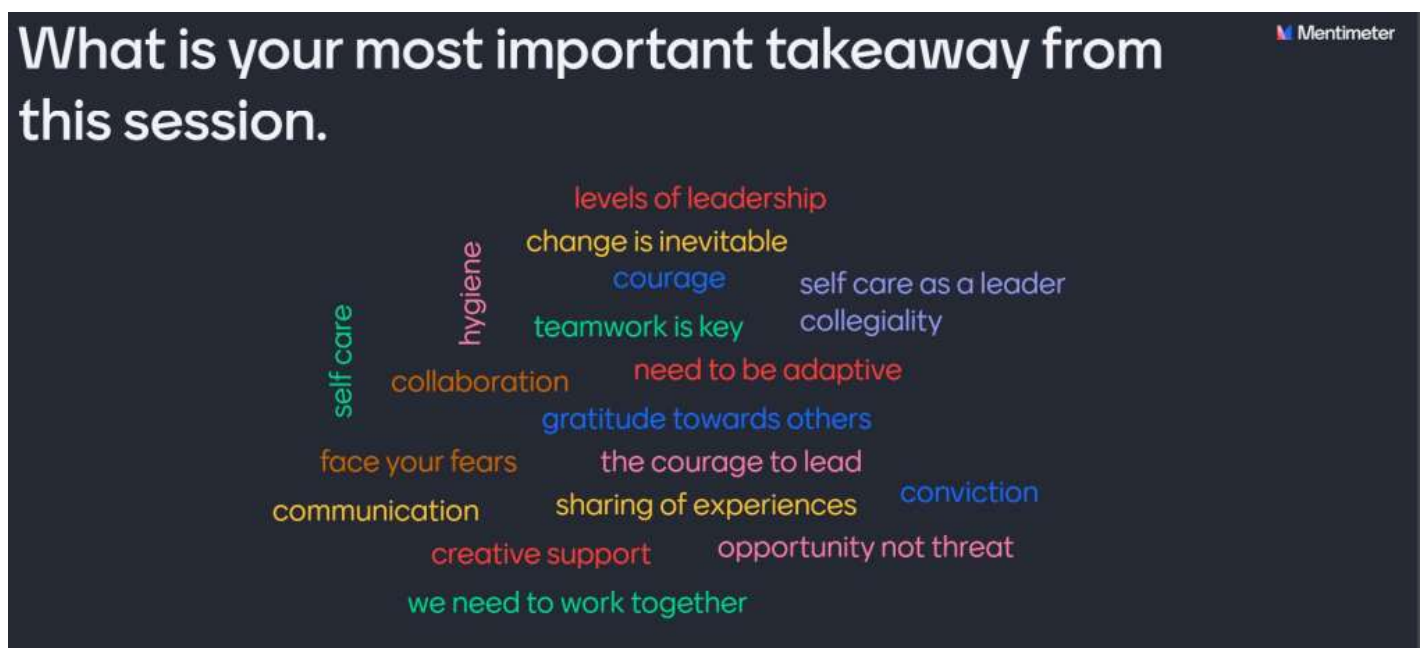 What is your most important takeaway from
this session.
Mentimeter
levels of leadership
change is inevitable
hygiene
courage
self care as a leader
self care
teamwork is key
collegiality
collaboration
need to be adaptive
gratitude towards others
face your fears
the courage to lead
communication
sharing of experiences
conviction
creative support
opportunity not threat
we need to work together